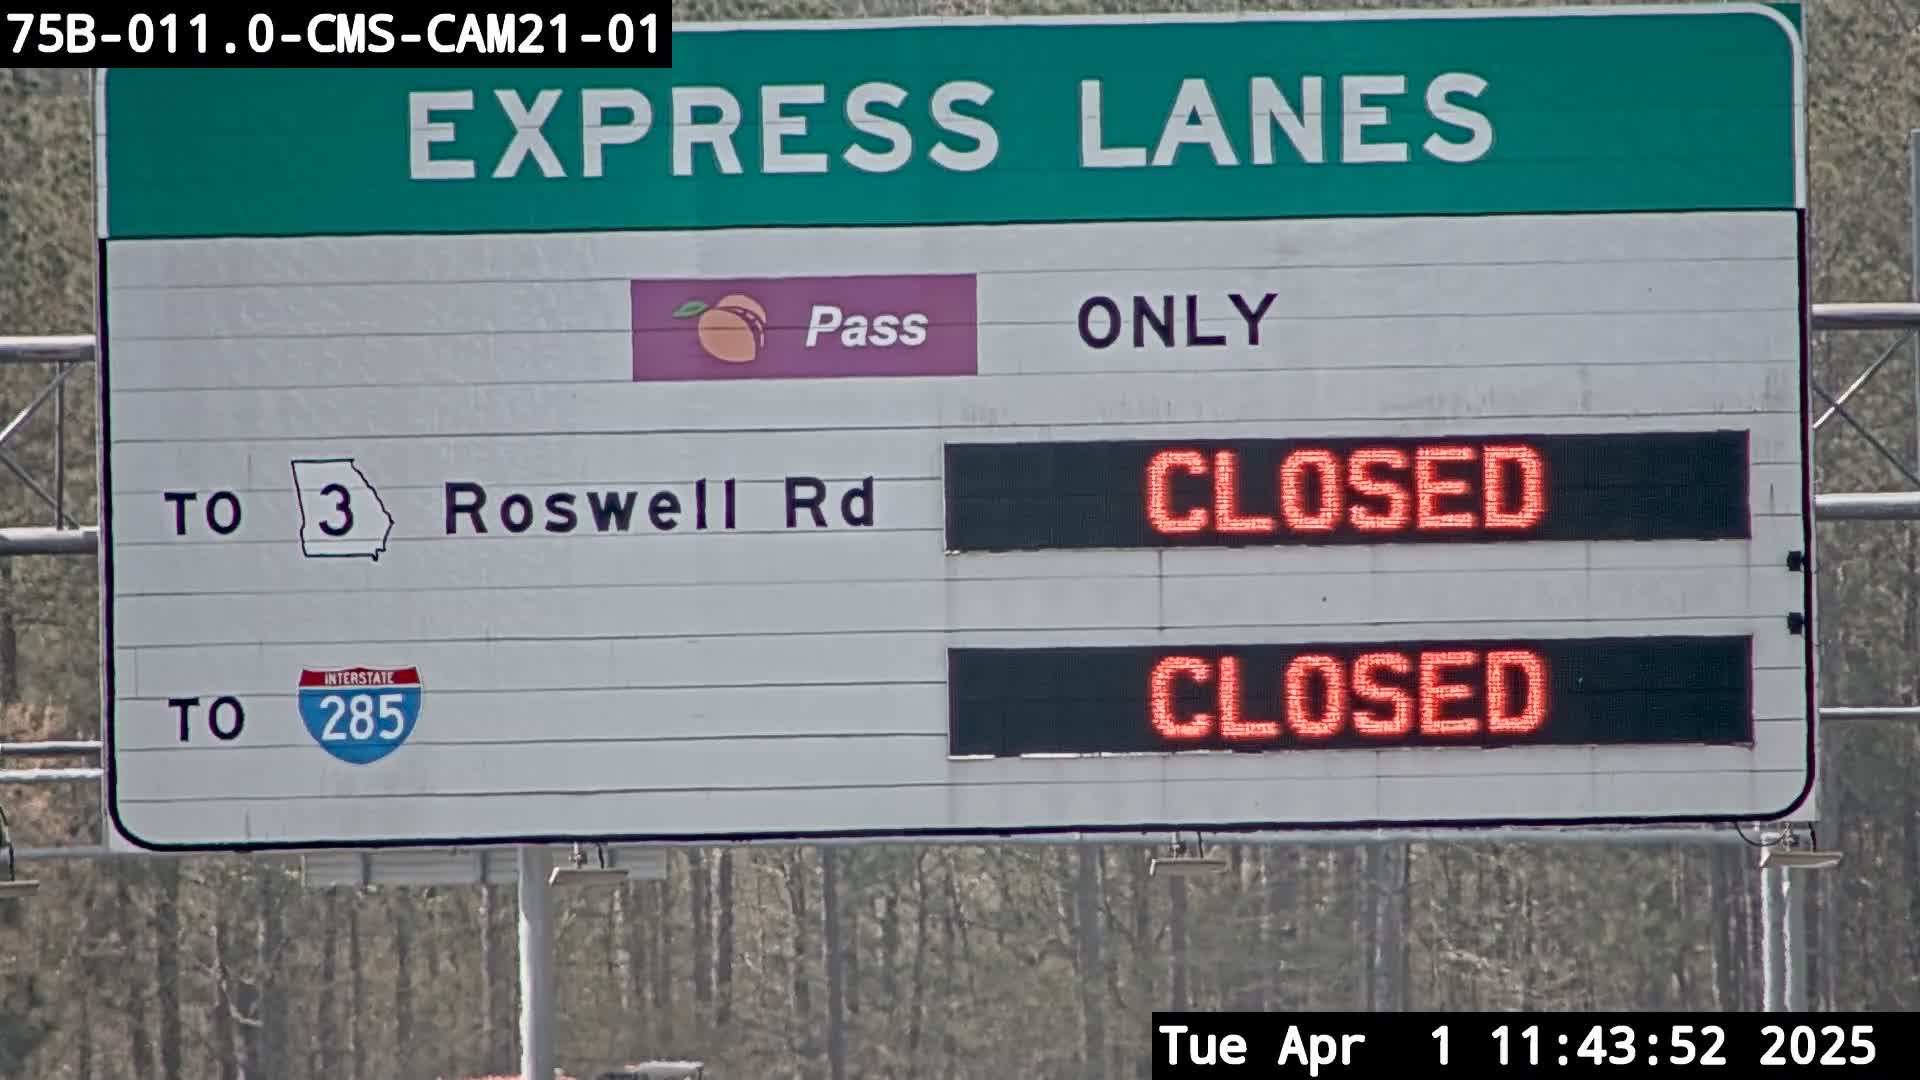 75B-011.0-CMS-CAM21-01
EXPRESS LANES
Pass ONLY
TO 3 Roswell Rd CLOSED
TO INTERSTATE 285 CLOSED
Tue Apr 1 11:43:52 2025